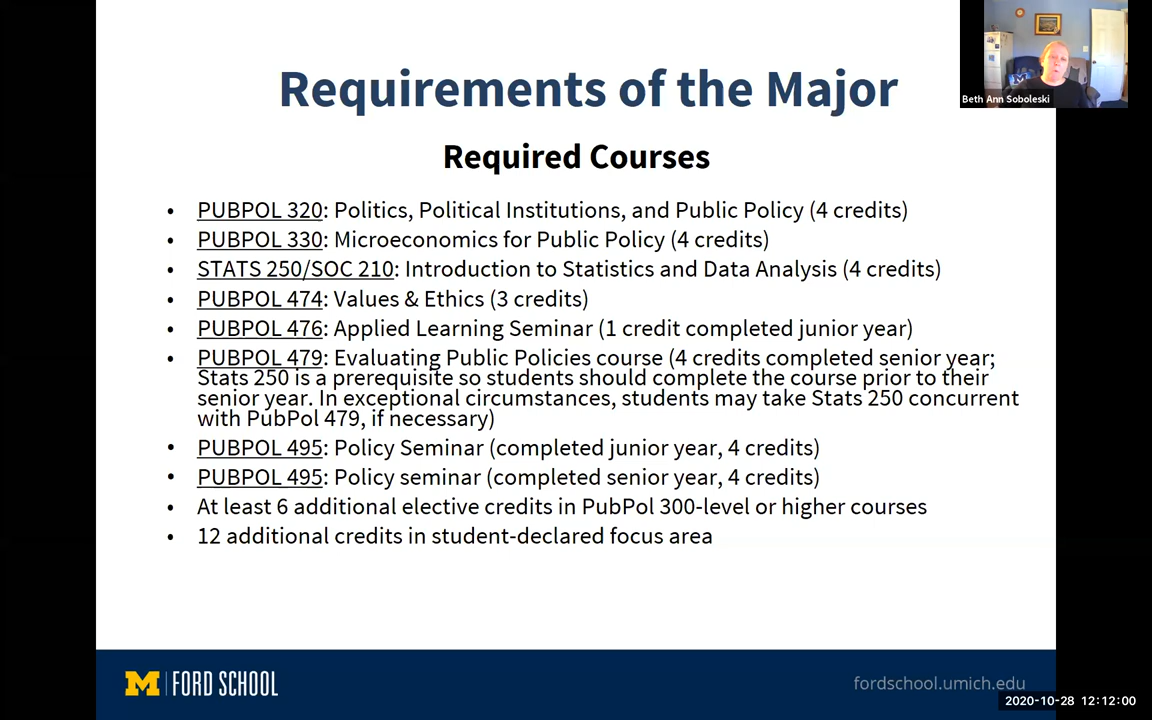 Requirements of the Major
Beth Ann Soboleski
Required Courses
• PUBPOL 320: Politics, Political Institutions, and Public Policy (4 credits)
• PUBPOL 330: Microeconomics for Public Policy (4 credits)
• STATS 250/SOC 210: Introduction to Statistics and Data Analysis (4 credits)
• PUBPOL 474: Values & Ethics (3 credits)
• PUBPOL 476: Applied Learning Seminar (1 credit completed junior year)
• PUBPOL 479: Evaluating Public Policies course (4 credits completed senior year;
Stats 250 is a prerequisite so students should complete the course prior to their
senior year. In exceptional circumstances, students may take Stats 250 concurrent
with PubPol 479, if necessary)
• PUBPOL 495: Policy Seminar (completed junior year, 4 credits)
• PUBPOL 495: Policy seminar (completed senior year, 4 credits)
• At least 6 additional elective credits in PubPol 300-level or higher courses
• 12 additional credits in student-declared focus area
M | FORD SCHOOL
fordschool.umich.edu
2020-10-28 12:12:00